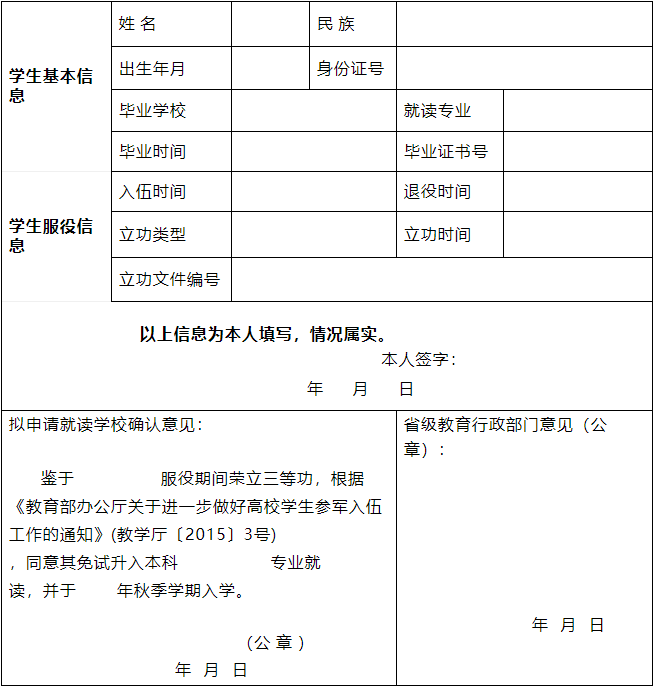 姓 名
民 族
学生基本信
息
出生年月
身份证号
毕业学校
就读专业
毕业时间
毕业证书号
学生服役信
息
入伍时间
退役时间
立功类型
立功时间
立功文件编号
以上信息为本人填写，情况属实。
本人签字：
年 月 日
拟申请就读学校确认意见：
鉴于 服役期间荣立三等功，根据
《教育部办公厅关于进一步做好高校学生参军入伍
工作的通知》(教学厅〔2015〕3号)
，同意其免试升入本科 专业就
读，并于 年秋季学期入学。
（公 章 ）
年 月 日
省级教育行政部门意见（公
章）：
年 月 日